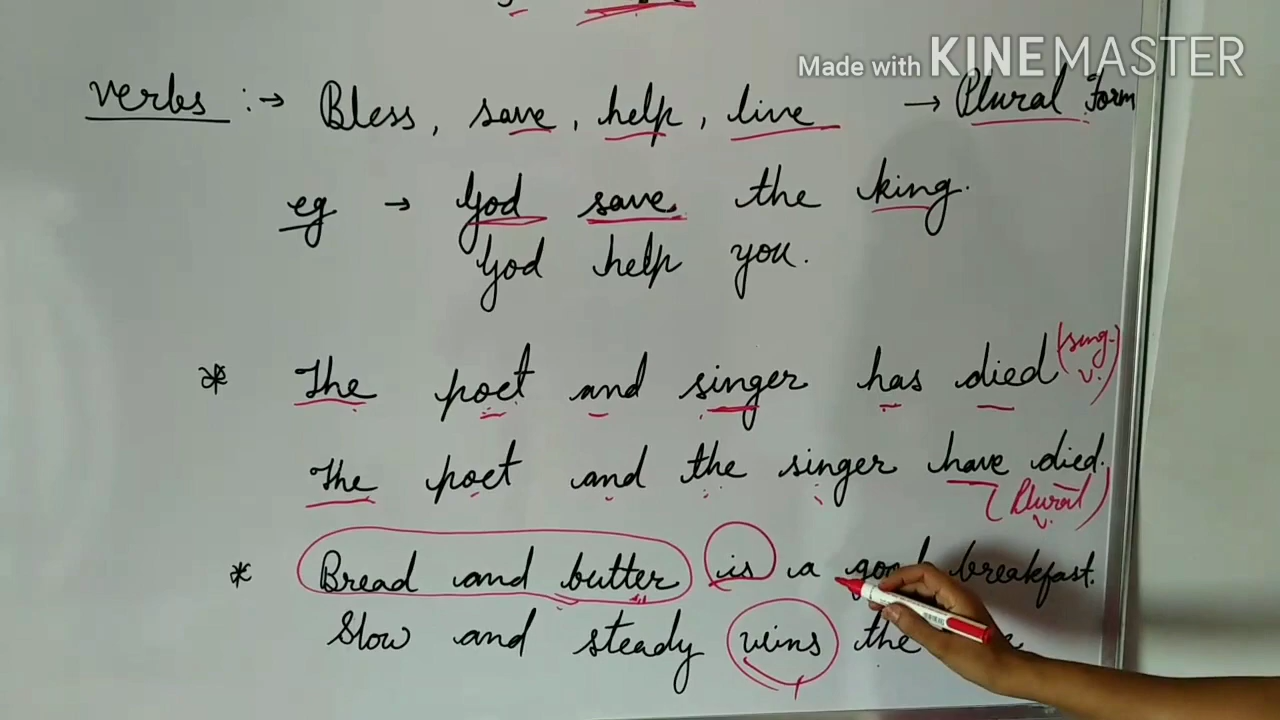 Made with KINEMASTER
verbs :→ Bless, save, help, live → Plural form
eg → God save the king.
God help you.
* The poet and singer has died (sing. v.)
The poet and the singer have died. (Plural v.)
* Bread and butter is a good breakfast.
Slow and steady wins the